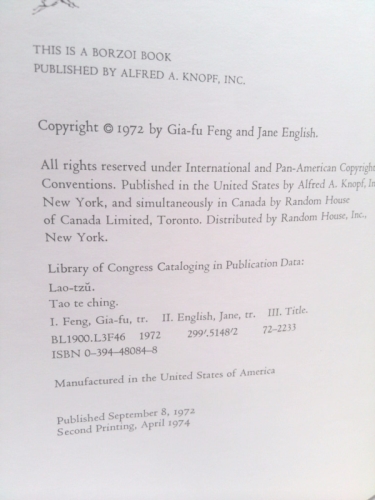 THIS IS A BORZOI BOOK
PUBLISHED BY ALFRED A. KNOPF, INC.
Copyright © 1972 by Gia-fu Feng and Jane English.
All rights reserved under International and Pan-American Copyright
Conventions. Published in the United States by Alfred A. Knopf, In
New York, and simultaneously in Canada by Random House
of Canada Limited, Toronto. Distributed by Random House, Inc.,
New York.
Library of Congress Cataloging in Publication Data:
Lao-tzŭ.
Tao te ching.
I. Feng, Gia-fu, tr. II. English, Jane, tr. III. Title.
BL1900.L3F46 1972 299'.5148'2 72-2233
ISBN 0-394-48084-8
Manufactured in the United States of America
Published September 8, 1972
Second Printing, April 1974